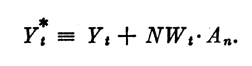 Y*_t ≡ Y_t + NW_t · A_n.